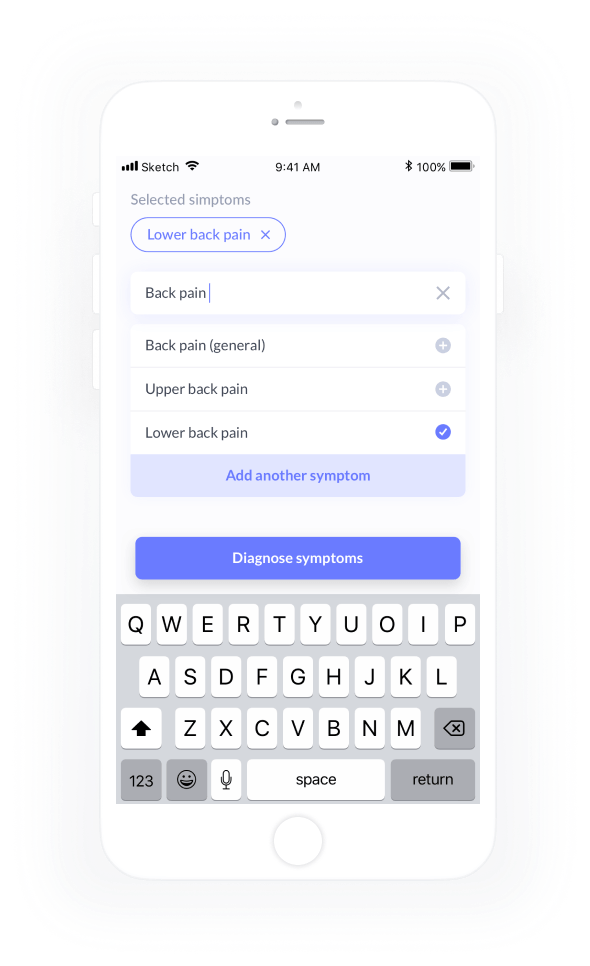 Sketch 9:41 AM 100%
Selected simptoms
Lower back pain ×
Back pain
Back pain (general)
Upper back pain
Lower back pain
Add another symptom
Diagnose symptoms
Q W E R T Y U O I P
A S D F G H J K L
Z X C V B N M
123 space return